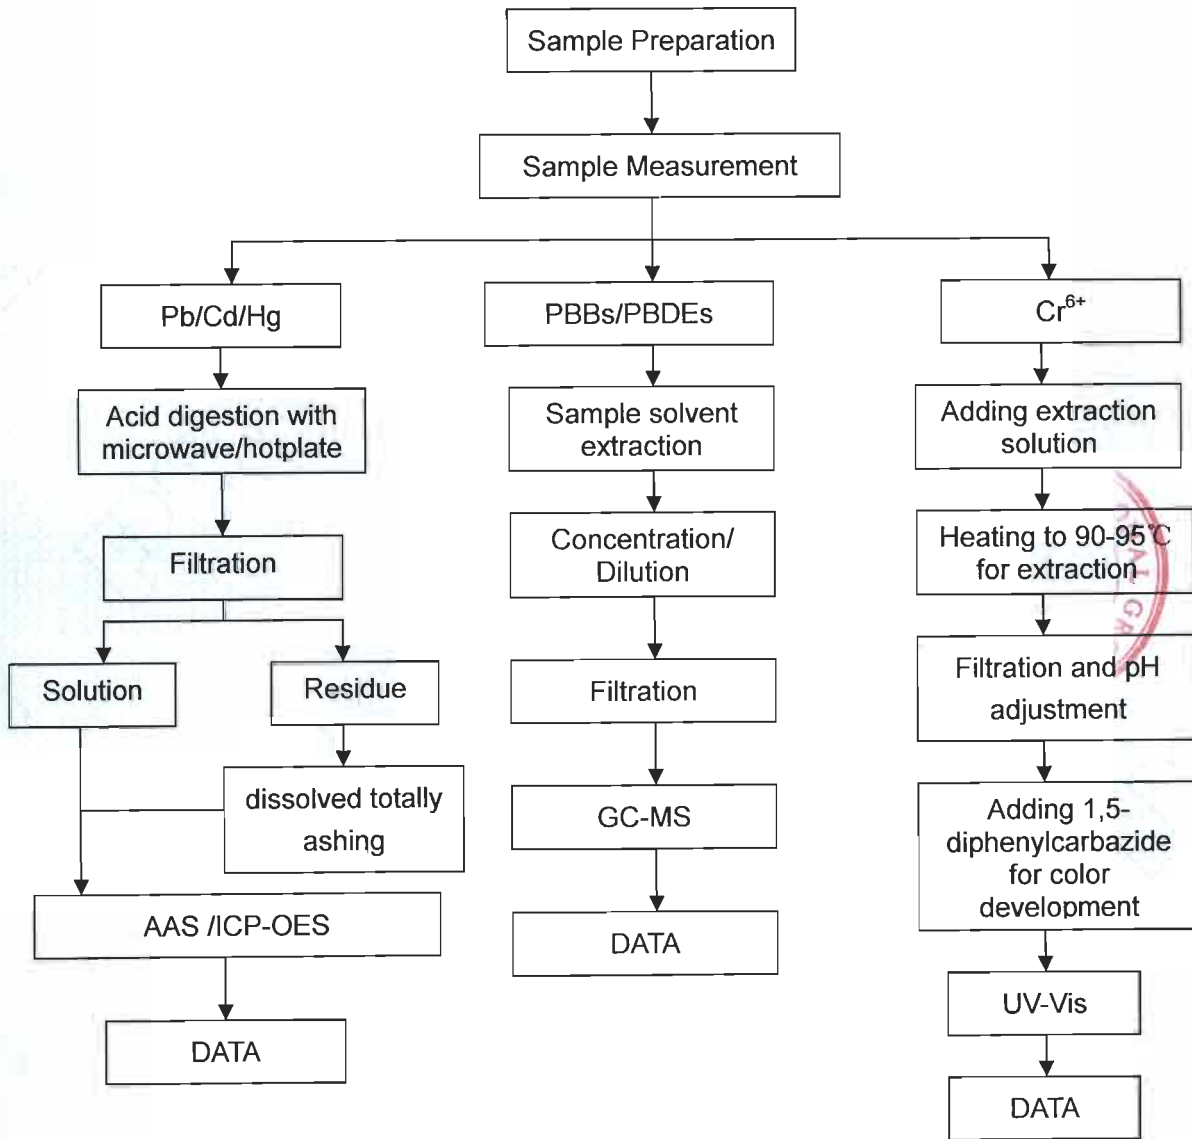 Sample Preparation
Sample Measurement
Pb/Cd/Hg
Acid digestion with
microwave/hotplate
Filtration
Solution
Residue
dissolved totally
ashing
AAS /ICP-OES
DATA
PBBs/PBDEs
Sample solvent
extraction
Concentration/
Dilution
Filtration
GC-MS
DATA
Cr⁶⁺
Adding extraction
solution
Heating to 90-95℃
for extraction
Filtration and pH
adjustment
Adding 1,5-
diphenylcarbazide
for color
development
UV-Vis
DATA